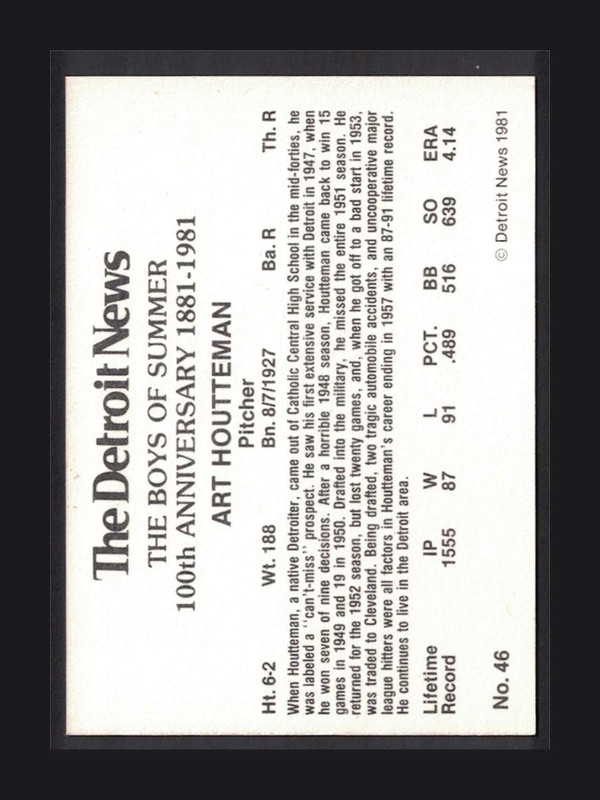 The Detroit News
THE BOYS OF SUMMER
100th ANNIVERSARY 1881-1981
ART HOUTTEMAN
Pitcher
Ht. 6-2 Wt. 188 Bn. 8/7/1927 Ba. R Th. R
When Houtteman, a native Detroiter, came out of Catholic Central High School in the mid-forties, he
was labeled a "can't-miss" prospect. He saw his first extensive service with Detroit in 1947, when
he won seven of nine decisions. After a horrible 1948 season, Houtteman came back to win 15
games in 1949 and 19 in 1950. Drafted into the military, he missed the entire 1951 season. He
returned for the 1952 season, but lost twenty games, and, when he got off to a bad start in 1953,
was traded to Cleveland. Being drafted, two tragic automobile accidents, and uncooperative major
league hitters were all factors in Houtteman's career ending in 1957 with an 87-91 lifetime record.
He continues to live in the Detroit area.
Lifetime IP W L PCT. BB SO ERA
Record 1555 87 91 .489 516 639 4.14
No. 46 © Detroit News 1981